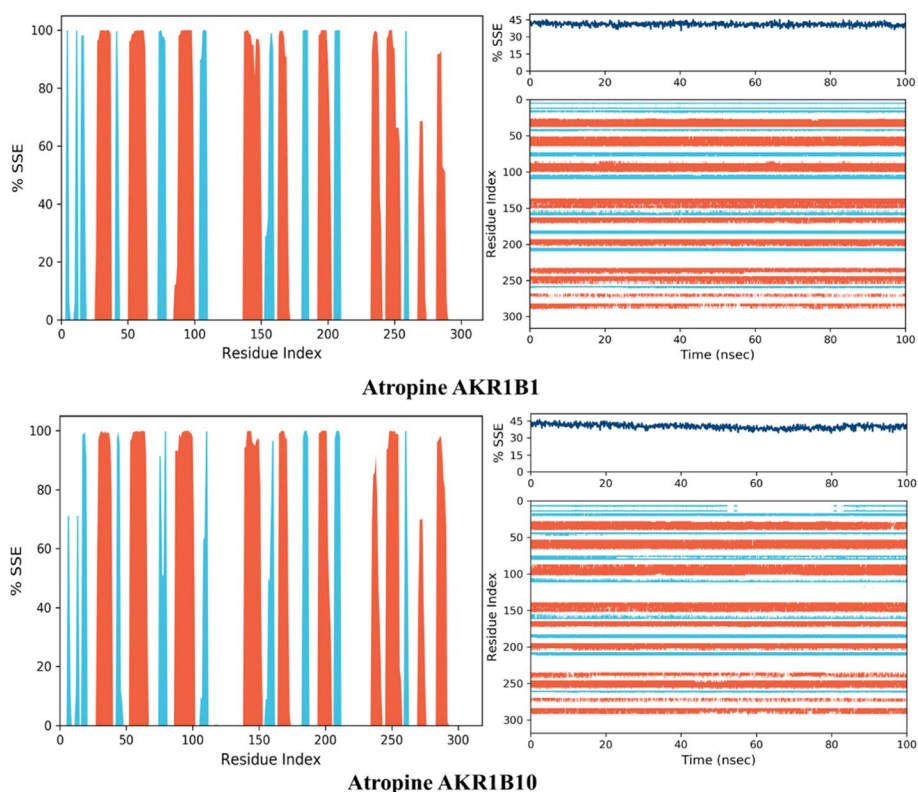 100
80
60
40
20
0
% SSE
0 50 100 150 200 250 300
Residue Index
45
30
15
0
% SSE
0 20 40 60 80 100
0
50
100
150
200
250
300
Residue Index
0 20 40 60 80 100
Time (nsec)
Atropine AKR1B1
100
80
60
40
20
0
% SSE
0 50 100 150 200 250 300
Residue Index
45
30
15
0
% SSE
0 20 40 60 80 100
0
50
100
150
200
250
300
Residue Index
0 20 40 60 80 100
Time (nsec)
Atropine AKR1B10